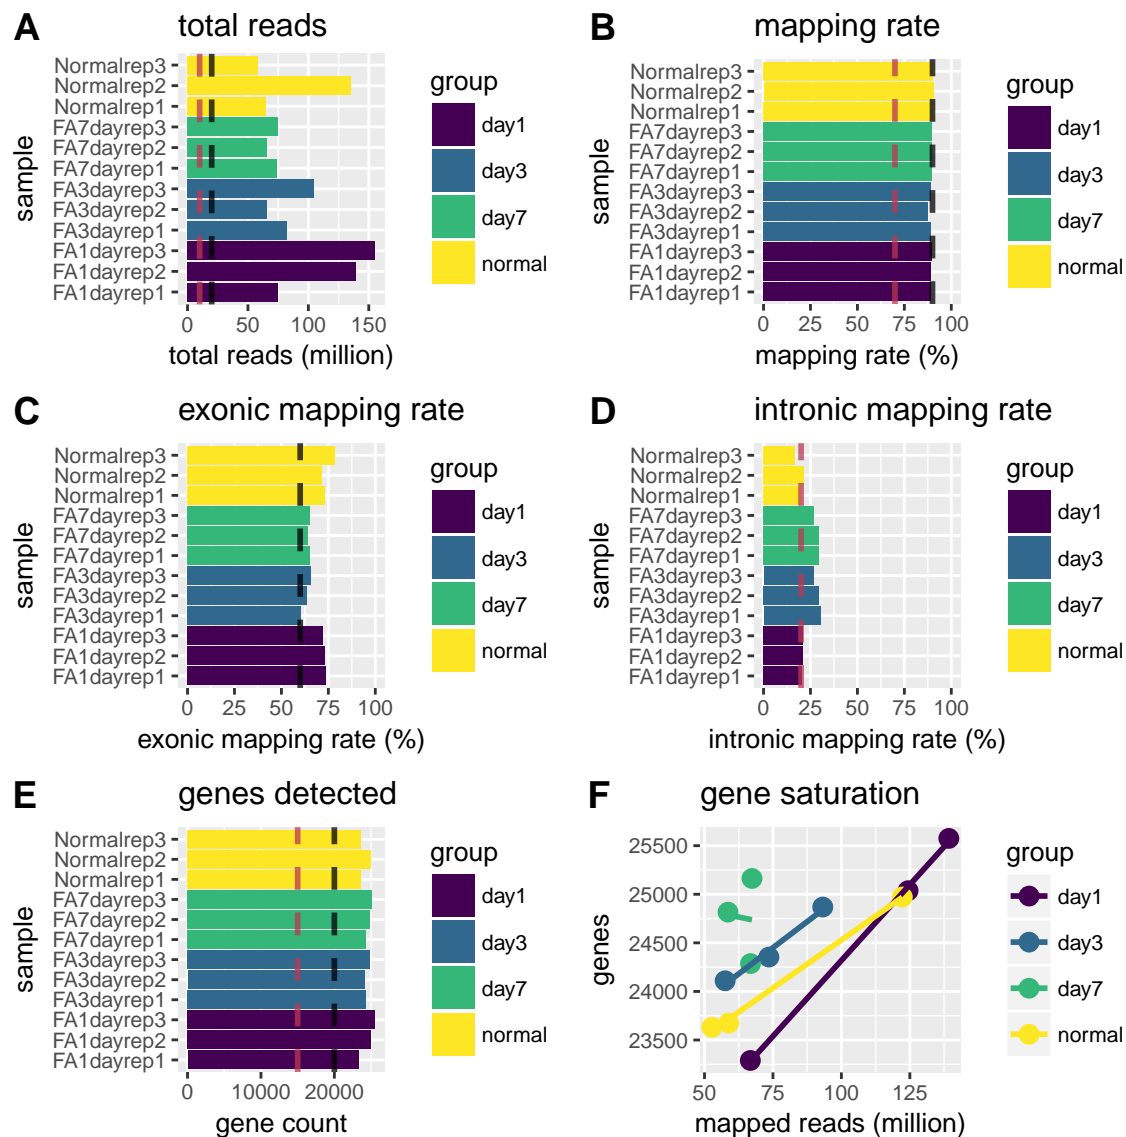 A total reads
Normalrep3
Normalrep2
Normalrep1
FA7dayrep3
FA7dayrep2
FA7dayrep1
FA3dayrep3
FA3dayrep2
FA3dayrep1
FA1dayrep3
FA1dayrep2
FA1dayrep1
sample
0 50 100 150
total reads (million)
group
day1
day3
day7
normal
B mapping rate
Normalrep3
Normalrep2
Normalrep1
FA7dayrep3
FA7dayrep2
FA7dayrep1
FA3dayrep3
FA3dayrep2
FA3dayrep1
FA1dayrep3
FA1dayrep2
FA1dayrep1
sample
0 25 50 75 100
mapping rate (%)
group
day1
day3
day7
normal
C exonic mapping rate
Normalrep3
Normalrep2
Normalrep1
FA7dayrep3
FA7dayrep2
FA7dayrep1
FA3dayrep3
FA3dayrep2
FA3dayrep1
FA1dayrep3
FA1dayrep2
FA1dayrep1
sample
0 25 50 75 100
exonic mapping rate (%)
group
day1
day3
day7
normal
D intronic mapping rate
Normalrep3
Normalrep2
Normalrep1
FA7dayrep3
FA7dayrep2
FA7dayrep1
FA3dayrep3
FA3dayrep2
FA3dayrep1
FA1dayrep3
FA1dayrep2
FA1dayrep1
sample
0 25 50 75 100
intronic mapping rate (%)
group
day1
day3
day7
normal
E genes detected
Normalrep3
Normalrep2
Normalrep1
FA7dayrep3
FA7dayrep2
FA7dayrep1
FA3dayrep3
FA3dayrep2
FA3dayrep1
FA1dayrep3
FA1dayrep2
FA1dayrep1
sample
0 10000 20000
gene count
group
day1
day3
day7
normal
F gene saturation
25500
25000
24500
24000
23500
genes
50 75 100 125
mapped reads (million)
group
day1
day3
day7
normal